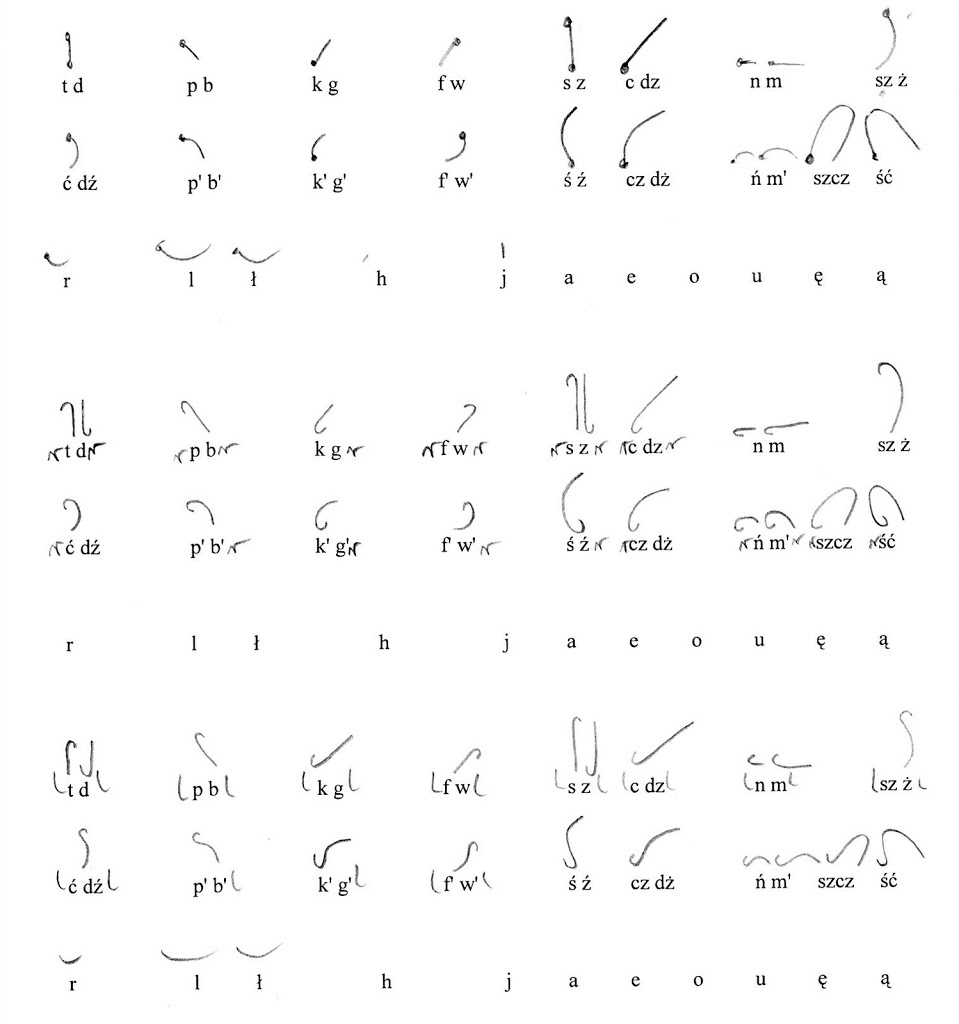 t d p b k g f w s z c dz n m sz ż
ć dź p' b' k' g' f' w' ś ź cz dż ń m' szcz ść
r l ł h j a e o u ę ą
t d p b k g f w s z c dz n m sz ż
ć dź p' b' k' g' f' w' ś ź cz dż ń m' szcz ść
r l ł h j a e o u ę ą
t d p b k g f w s z c dz n m sz ż
ć dź p' b' k' g' f' w' ś ź cz dż ń m' szcz ść
r l ł h j a e o u ę ą